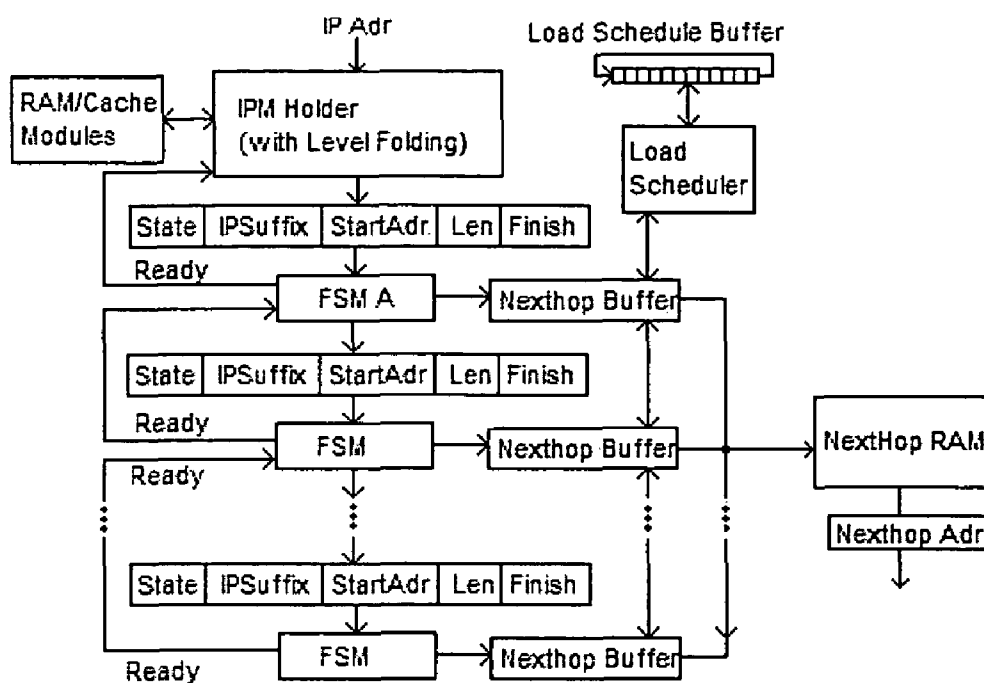 IP Adr
Load Schedule Buffer
RAM/Cache
Modules
IPM Holder
(with Level Folding)
Load
Scheduler
State IPSuffix StartAdr. Len Finish
Ready
FSM A
Nexthop Buffer
State IPSuffix StartAdr Len Finish
Ready
FSM
Nexthop Buffer
NextHop RAM
Ready
Nexthop Adr
State IPSuffix StartAdr Len Finish
FSM
Nexthop Buffer
Ready